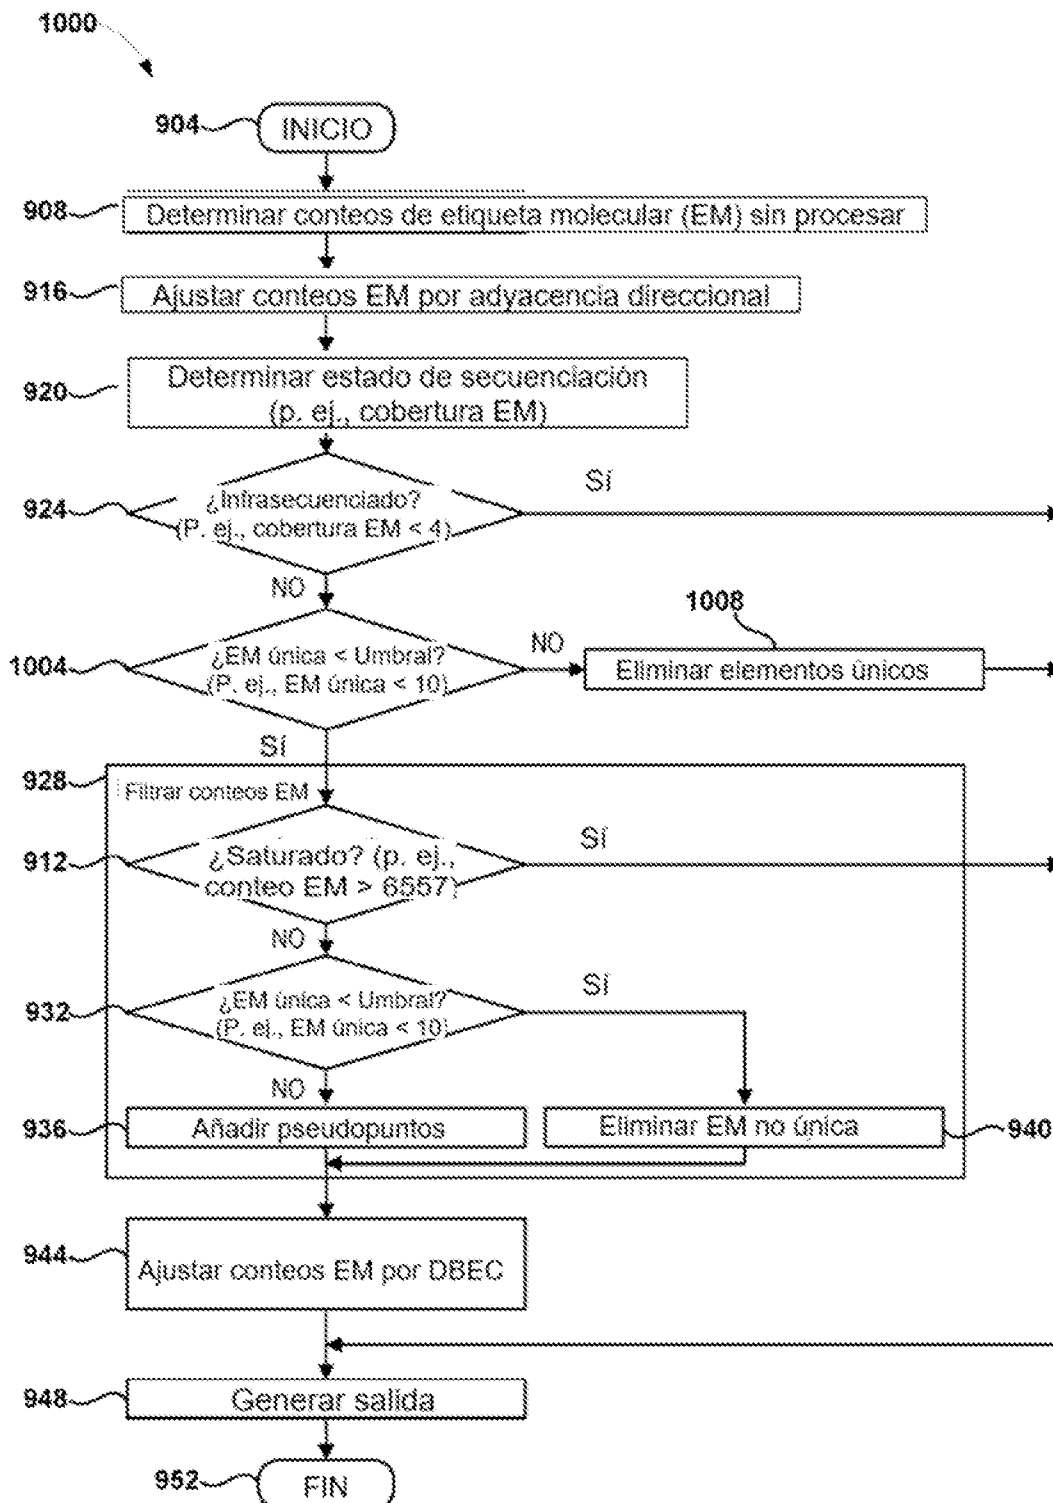 1000
904
INICIO
908
Determinar conteos de etiqueta molecular (EM) sin procesar
916
Ajustar conteos EM por adyacencia direccional
920
Determinar estado de secuenciación
(p. ej., cobertura EM)
924
¿Infrasecuenciado?
(P. ej., cobertura EM < 4)
Sí
NO
1004
¿EM única < Umbral?
(P. ej., EM única < 10)
NO
1008
Eliminar elementos únicos
Sí
928
Filtrar conteos EM
912
¿Saturado? (p. ej.,
conteo EM > 6557)
Sí
NO
932
¿EM única < Umbral?
(P. ej., EM única < 10)
Sí
NO
936
Añadir pseudopuntos
Eliminar EM no única
940
944
Ajustar conteos EM por DBEC
948
Generar salida
952
FIN